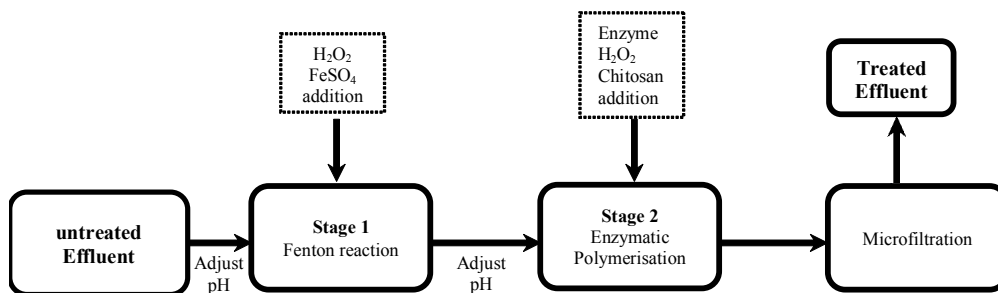 H₂O₂
FeSO₄
addition
Enzyme
H₂O₂
Chitosan
addition
Treated
Effluent
untreated
Effluent
Adjust
pH
Stage 1
Fenton reaction
Adjust
pH
Stage 2
Enzymatic
Polymerisation
Microfiltration